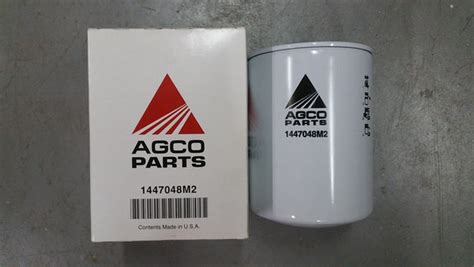 AGCO
PARTS
1447048M2
Contents Made in U.S.A.
AGCO
PARTS
1447048M2